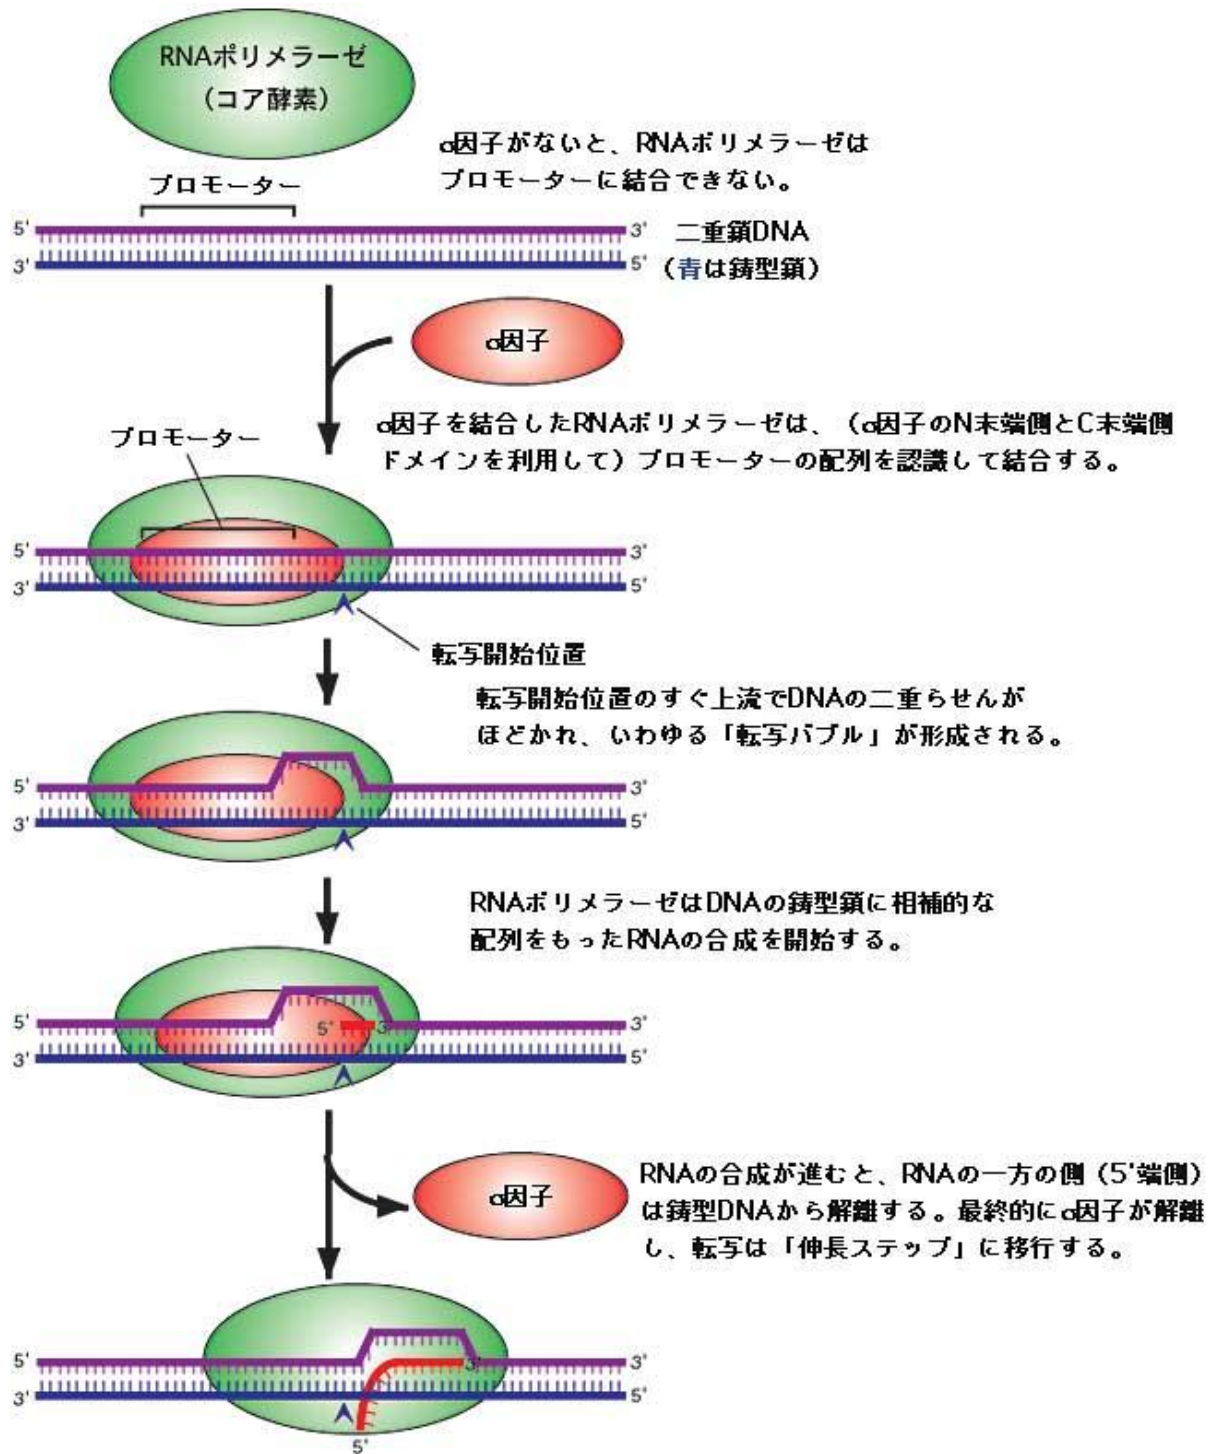 RNAポリメラーゼ
(コア酵素)
σ因子がないと、RNAポリメラーゼは
プロモーターに結合できない。
プロモーター
5' 3'
二重鎖DNA
3' 5'
(青は鋳型鎖)
σ因子
σ因子を結合したRNAポリメラーゼは、(σ因子のN末端側とC末端側
ドメインを利用して)プロモーターの配列を認識して結合する。
プロモーター
5' 3'
3' 5'
転写開始位置
転写開始位置のすぐ上流でDNAの二重らせんが
ほどかれ、いわゆる「転写バブル」が形成される。
5' 3'
3' 5'
RNAポリメラーゼはDNAの鋳型鎖に相補的な
配列をもったRNAの合成を開始する。
5' 5' 3' 3'
3' 5'
σ因子
RNAの合成が進むと、RNAの一方の側(5'端側)
は鋳型DNAから解離する。最終的にσ因子が解離
し、転写は「伸長ステップ」に移行する。
5' 3' 3'
3' 5'
5'